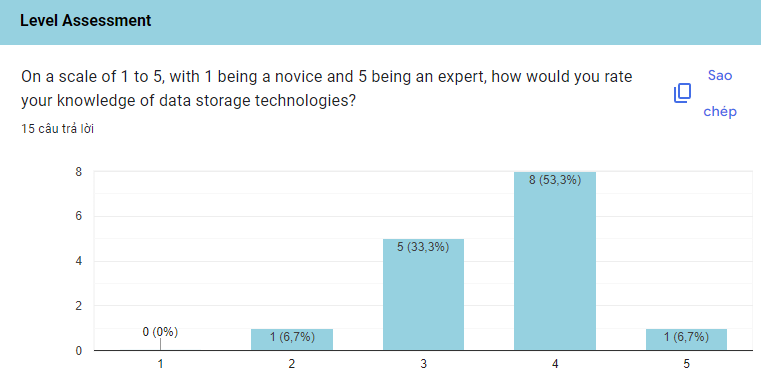 Level Assessment
On a scale of 1 to 5, with 1 being a novice and 5 being an expert, how would you rate
your knowledge of data storage technologies?
Sao
chép
15 câu trả lời
8
6
4
2
0
0 (0%)
1 (6,7%)
5 (33,3%)
8 (53,3%)
1 (6,7%)
1
2
3
4
5